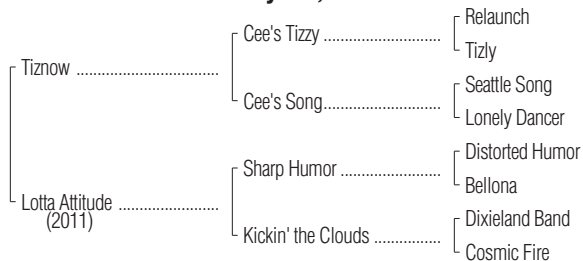 Relaunch
Cee's Tizzy ........................
Tizly
Tiznow .................................
Seattle Song
Cee's Song..........................
Lonely Dancer
Distorted Humor
Sharp Humor .......................
Bellona
Lotta Attitude .......................
(2011)
Dixieland Band
Kickin' the Clouds ...............
Cosmic Fire